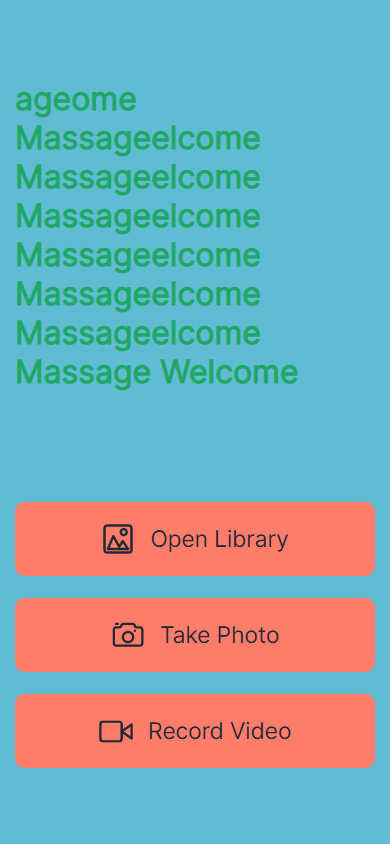 ageome
Massageelcome
Massageelcome
Massageelcome
Massageelcome
Massageelcome
Massageelcome
Massage Welcome
Open Library
Take Photo
Record Video